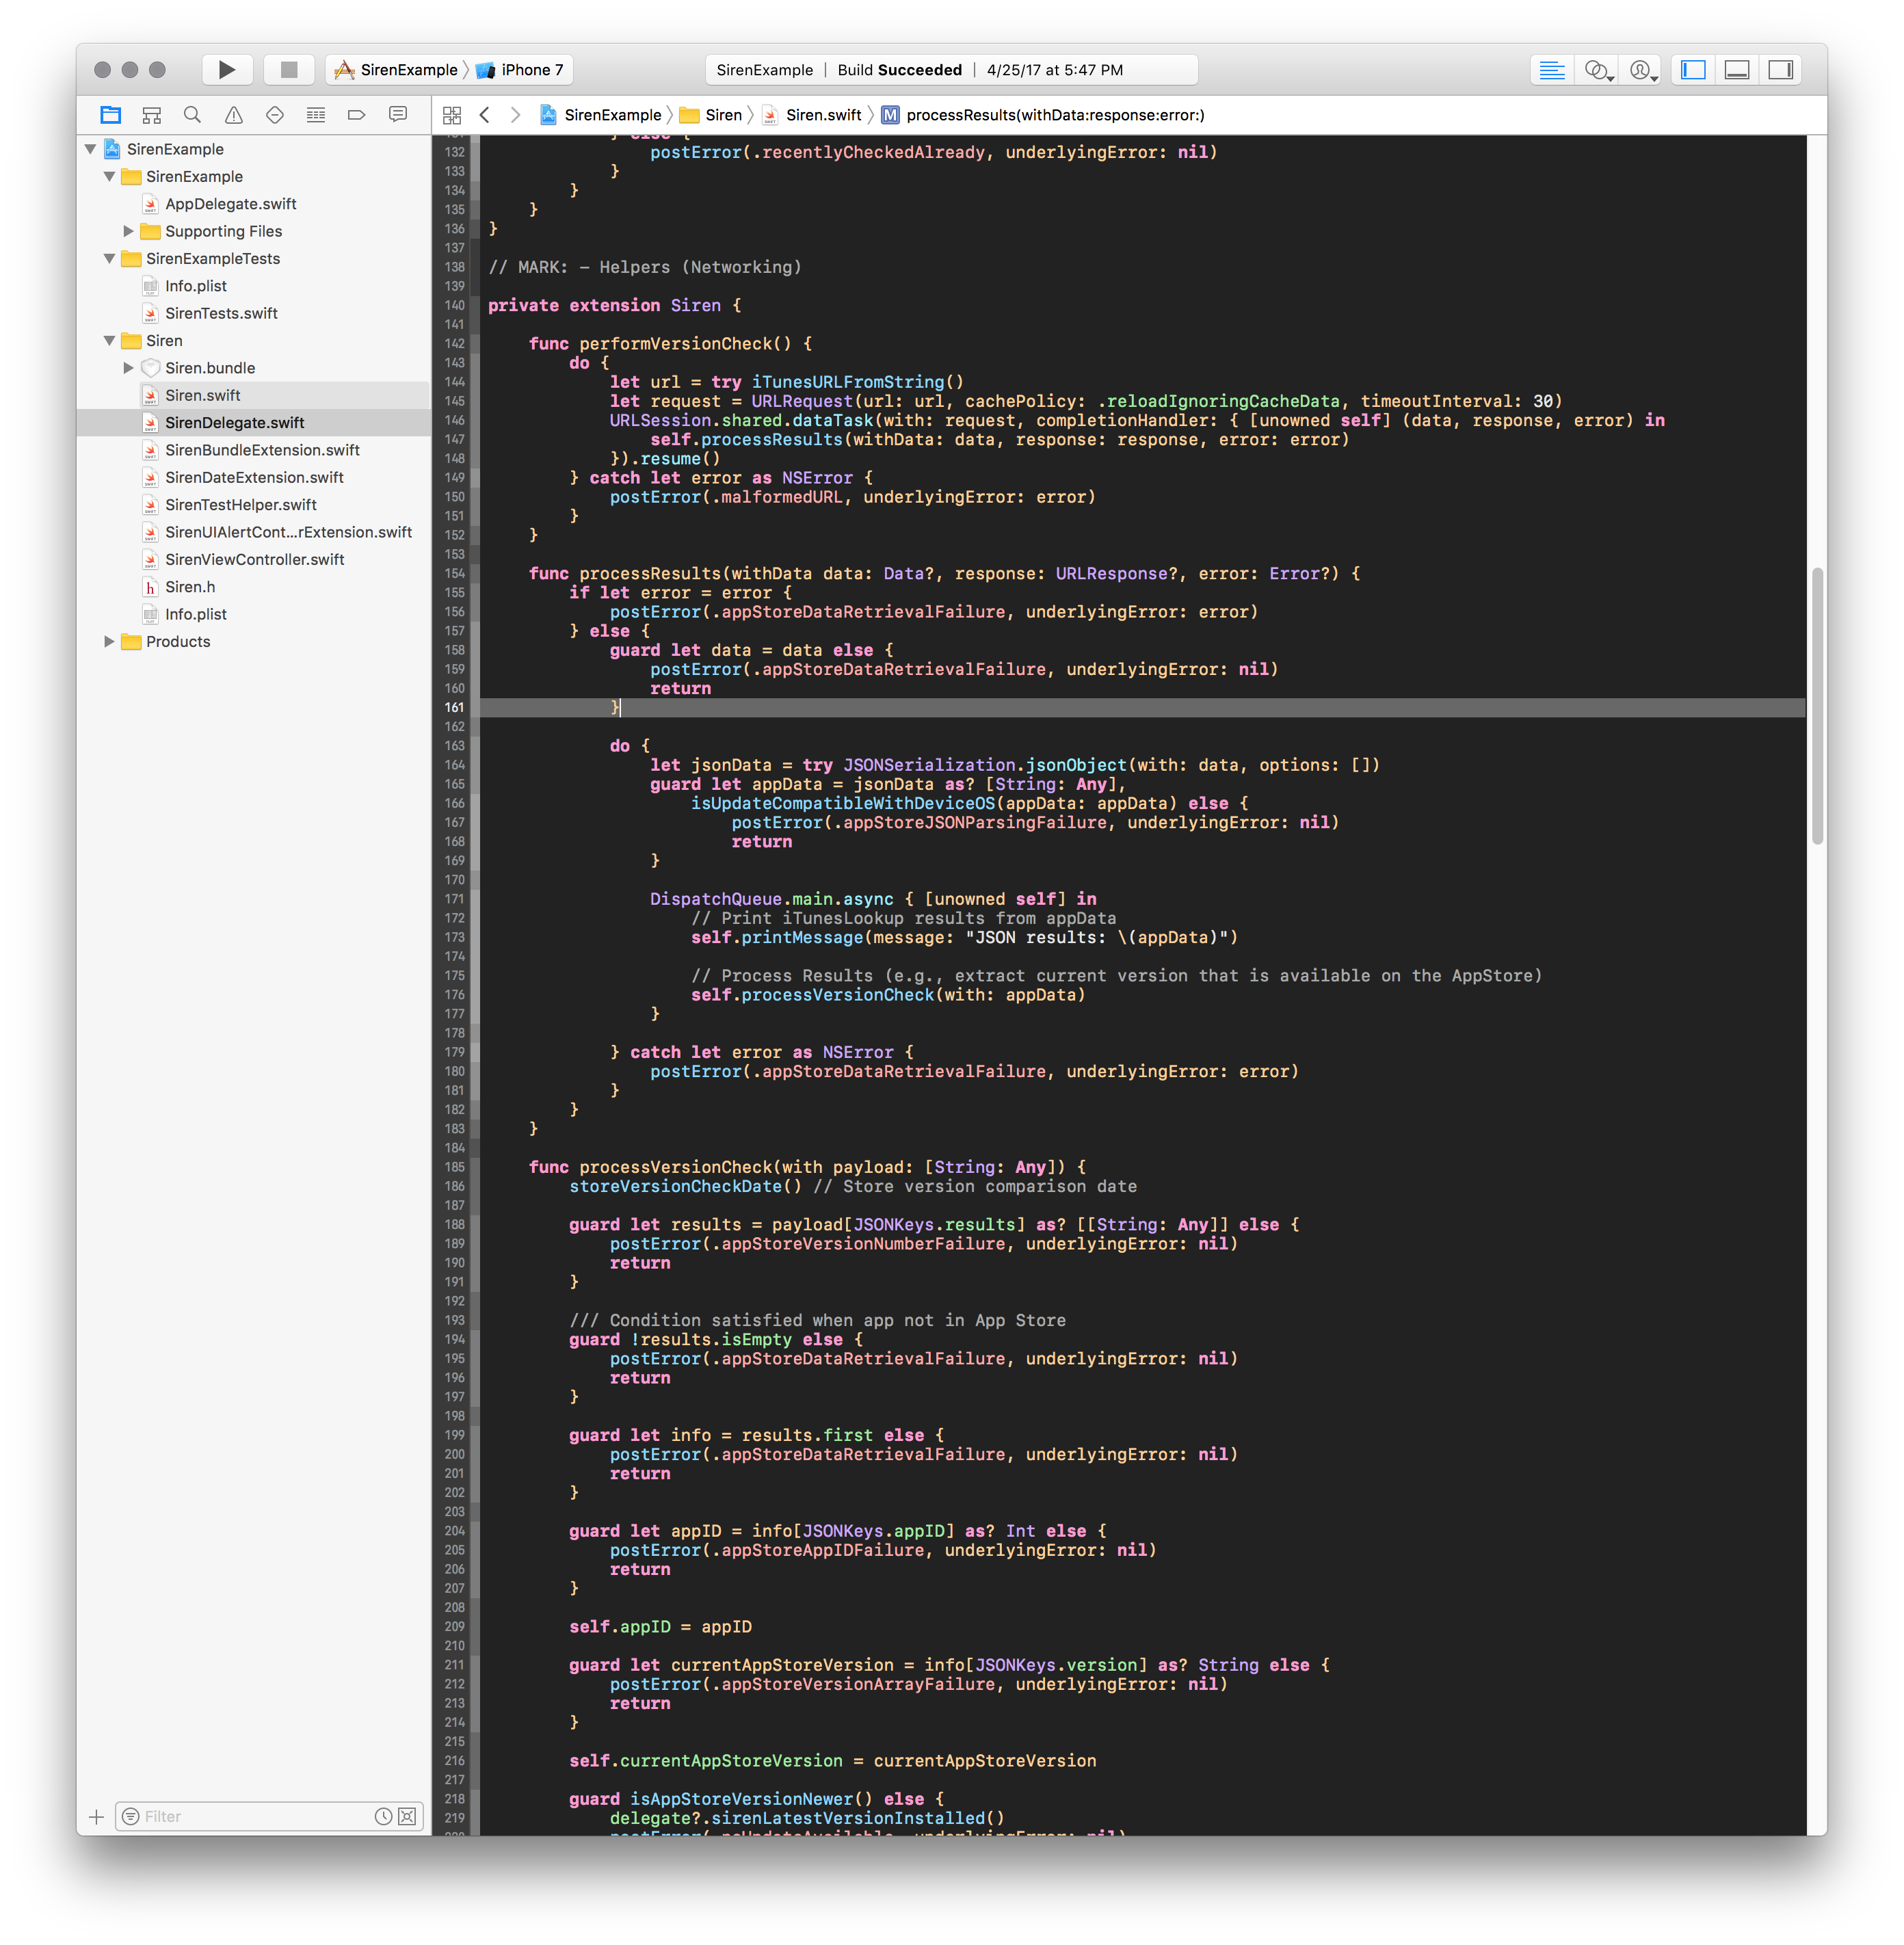 SirenExample iPhone 7
SirenExample | Build Succeeded | 4/25/17 at 5:47 PM
SirenExample Siren Siren.swift M processResults(withData:response:error:)
SirenExample
SirenExample
AppDelegate.swift
Supporting Files
SirenExampleTests
Info.plist
SirenTests.swift
Siren
Siren.bundle
Siren.swift
SirenDelegate.swift
SirenBundleExtension.swift
SirenDateExtension.swift
SirenTestHelper.swift
SirenUIAlertCont...rExtension.swift
SirenViewController.swift
Siren.h
Info.plist
Products
Filter
131 } else {
132 postError(.recentlyCheckedAlready, underlyingError: nil)
133 }
134 }
135 }
136 }
137
138 // MARK: - Helpers (Networking)
139
140 private extension Siren {
141
142 func performVersionCheck() {
143 do {
144 let url = try iTunesURLFromString()
145 let request = URLRequest(url: url, cachePolicy: .reloadIgnoringCacheData, timeoutInterval: 30)
146 URLSession.shared.dataTask(with: request, completionHandler: { [unowned self] (data, response, error) in
147 self.processResults(withData: data, response: response, error: error)
148 }).resume()
149 } catch let error as NSError {
150 postError(.malformedURL, underlyingError: error)
151 }
152 }
153
154 func processResults(withData data: Data?, response: URLResponse?, error: Error?) {
155 if let error = error {
156 postError(.appStoreDataRetrievalFailure, underlyingError: error)
157 } else {
158 guard let data = data else {
159 postError(.appStoreDataRetrievalFailure, underlyingError: nil)
160 return
161 }
162
163 do {
164 let jsonData = try JSONSerialization.jsonObject(with: data, options: [])
165 guard let appData = jsonData as? [String: Any],
166 isUpdateCompatibleWithDeviceOS(appData: appData) else {
167 postError(.appStoreJSONParsingFailure, underlyingError: nil)
168 return
169 }
170
171 DispatchQueue.main.async { [unowned self] in
172 // Print iTunesLookup results from appData
173 self.printMessage(message: "JSON results: \(appData)")
174
175 // Process Results (e.g., extract current version that is available on the AppStore)
176 self.processVersionCheck(with: appData)
177 }
178
179 } catch let error as NSError {
180 postError(.appStoreDataRetrievalFailure, underlyingError: error)
181 }
182 }
183 }
184
185 func processVersionCheck(with payload: [String: Any]) {
186 storeVersionCheckDate() // Store version comparison date
187
188 guard let results = payload[JSONKeys.results] as? [[String: Any]] else {
189 postError(.appStoreVersionNumberFailure, underlyingError: nil)
190 return
191 }
192
193 /// Condition satisfied when app not in App Store
194 guard !results.isEmpty else {
195 postError(.appStoreDataRetrievalFailure, underlyingError: nil)
196 return
197 }
198
199 guard let info = results.first else {
200 postError(.appStoreDataRetrievalFailure, underlyingError: nil)
201 return
202 }
203
204 guard let appID = info[JSONKeys.appID] as? Int else {
205 postError(.appStoreAppIDFailure, underlyingError: nil)
206 return
207 }
208
209 self.appID = appID
210
211 guard let currentAppStoreVersion = info[JSONKeys.version] as? String else {
212 postError(.appStoreVersionArrayFailure, underlyingError: nil)
213 return
214 }
215
216 self.currentAppStoreVersion = currentAppStoreVersion
217
218 guard isAppStoreVersionNewer() else {
219 delegate?.sirenLatestVersionInstalled()
220 postError(.noUpdateAvailable, underlyingError: nil)